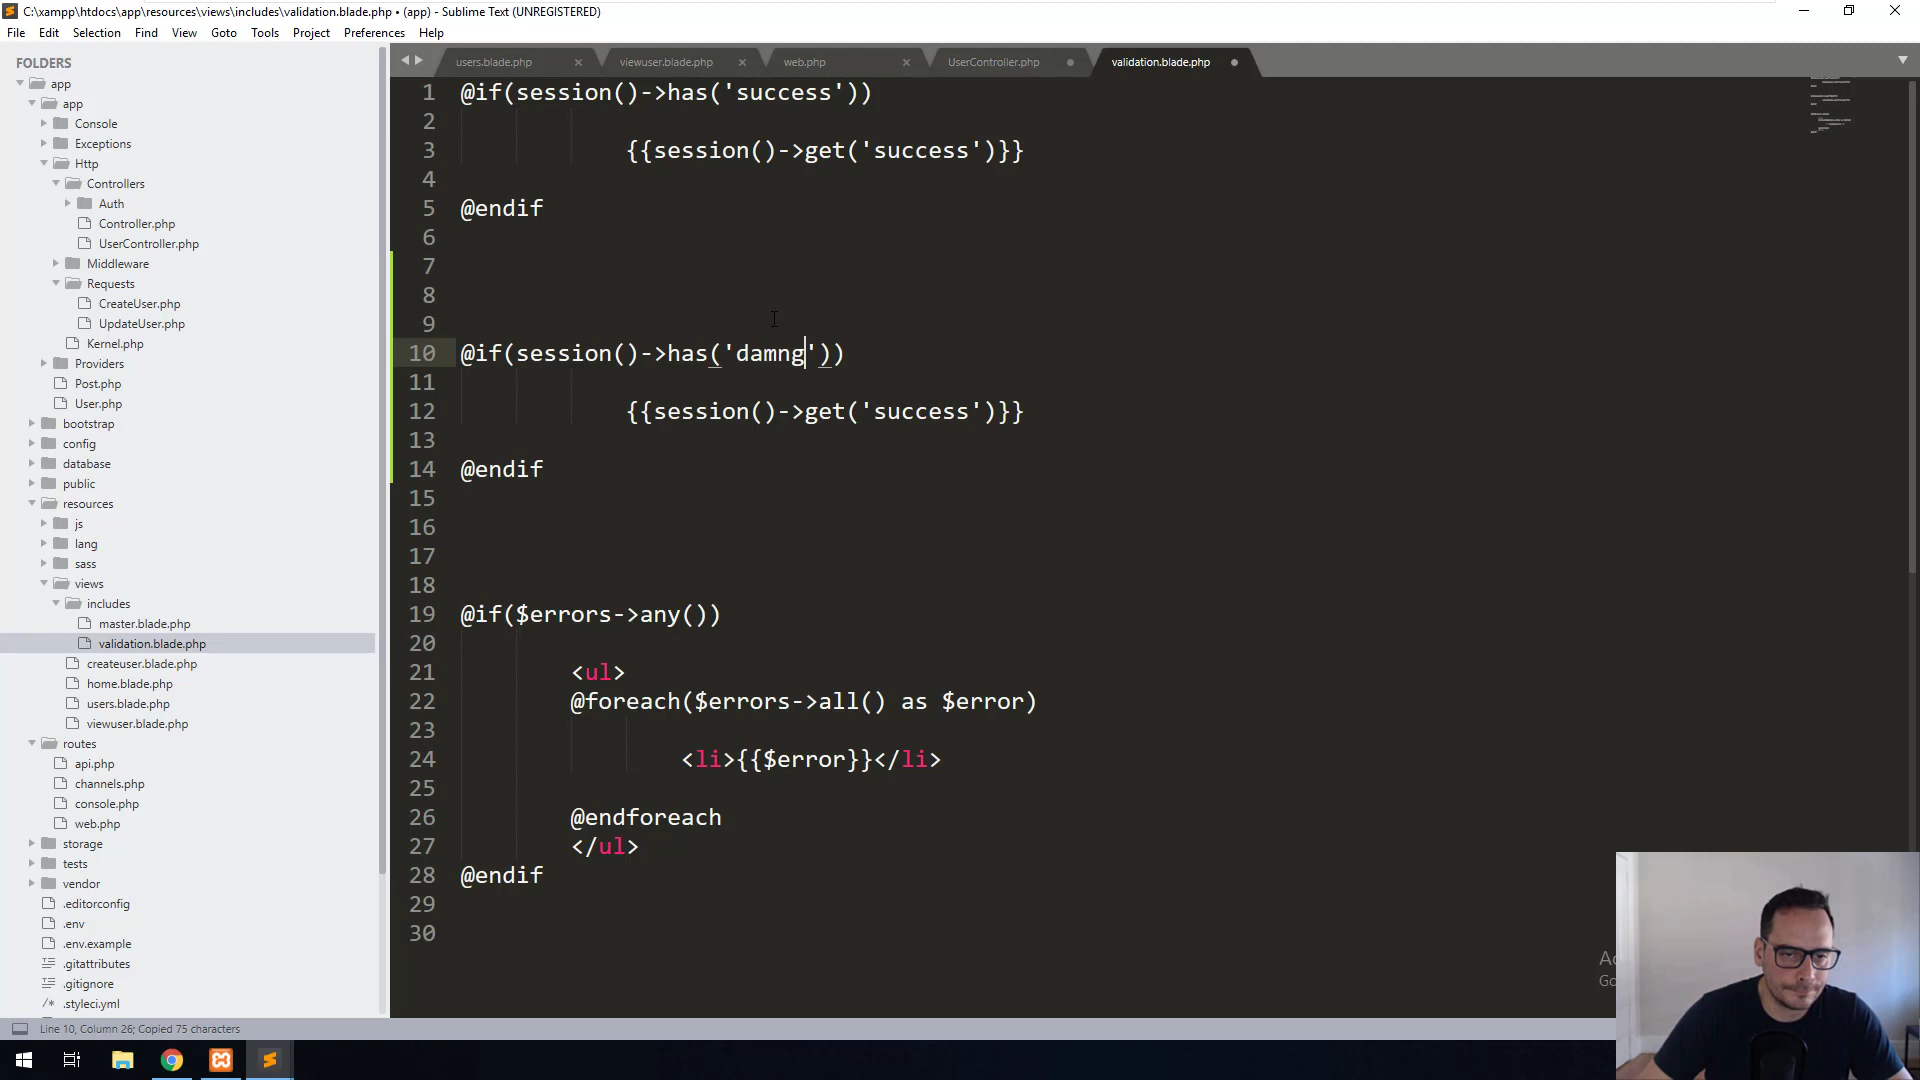 C:\xampp\htdocs\app\resources\views\includes\validation.blade.php • (app) - Sublime Text (UNREGISTERED)
File Edit Selection Find View Goto Tools Project Preferences Help
FOLDERS
app
app
Console
Exceptions
Http
Controllers
Auth
Controller.php
UserController.php
Middleware
Requests
CreateUser.php
UpdateUser.php
Kernel.php
Providers
Post.php
User.php
bootstrap
config
database
public
resources
js
lang
sass
views
includes
master.blade.php
validation.blade.php
createuser.blade.php
home.blade.php
users.blade.php
viewuser.blade.php
routes
api.php
channels.php
console.php
web.php
storage
tests
vendor
.editorconfig
.env
.env.example
.gitattributes
.gitignore
.styleci.yml
users.blade.php viewuser.blade.php web.php UserController.php validation.blade.php
1 @if(session()->has('success'))
2
3 {{session()->get('success')}}
4
5 @endif
6
7
8
9
10 @if(session()->has('damng'))
11
12 {{session()->get('success')}}
13
14 @endif
15
16
17
18
19 @if($errors->any())
20
21 <ul>
22 @foreach($errors->all() as $error)
23
24 <li>{{$error}}</li>
25
26 @endforeach
27 </ul>
28 @endif
29
30
Line 10, Column 26; Copied 75 characters